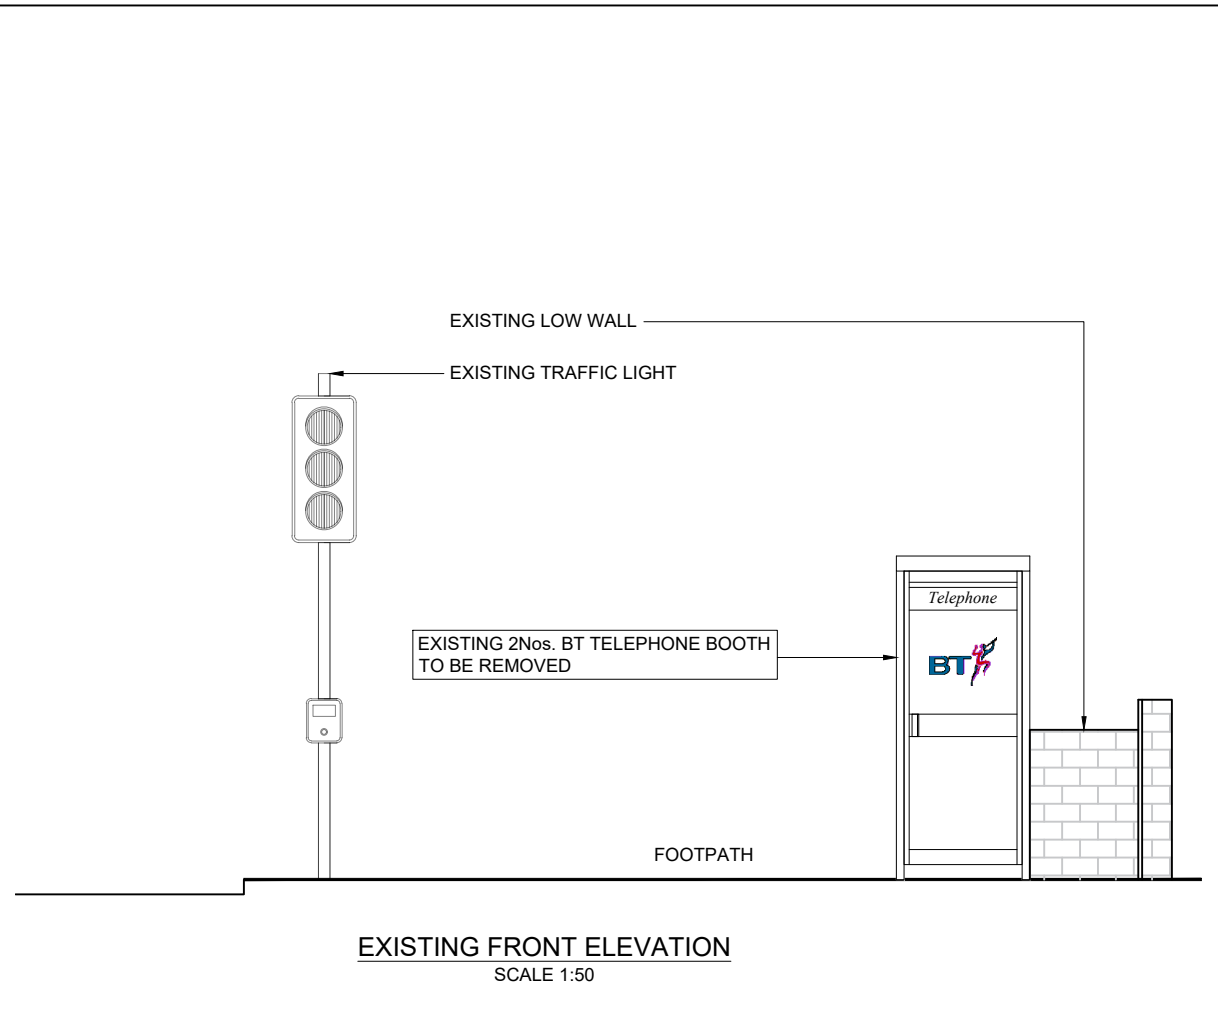 EXISTING LOW WALL
EXISTING TRAFFIC LIGHT
Telephone
EXISTING 2Nos. BT TELEPHONE BOOTH
TO BE REMOVED
BT
FOOTPATH
EXISTING FRONT ELEVATION
SCALE 1:50